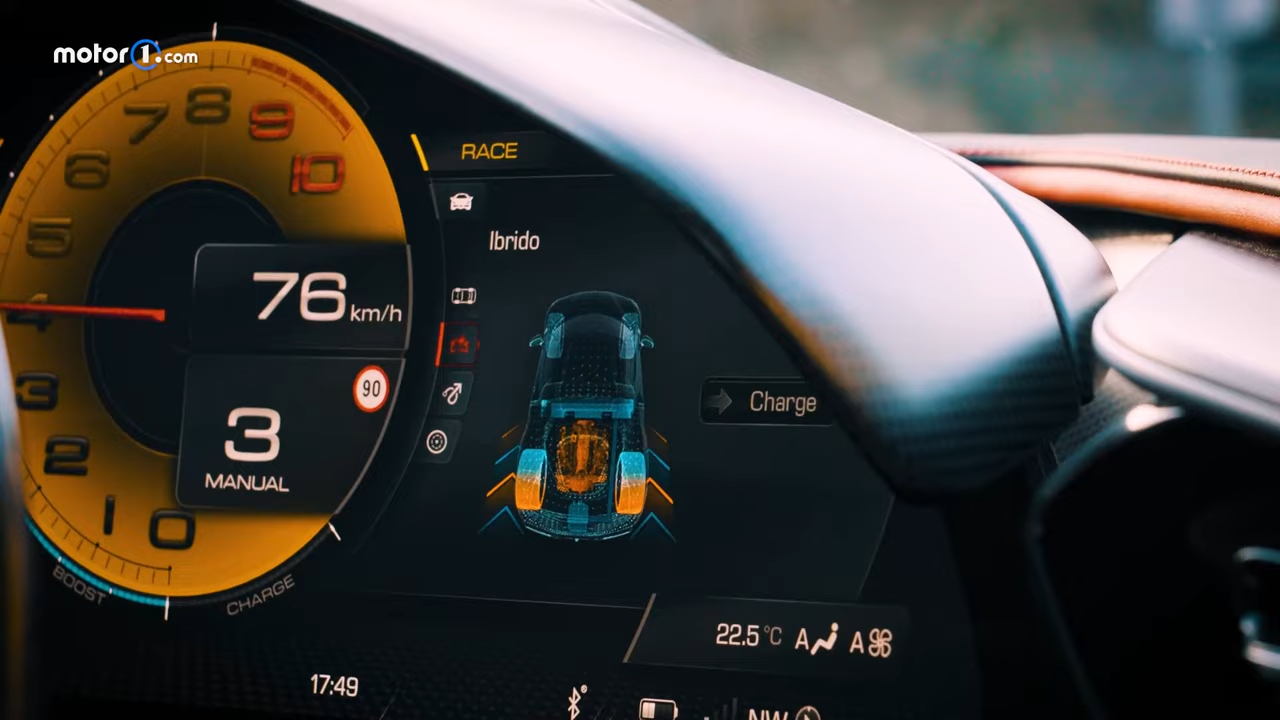 motor1.com
7 8 9
6 10
5
4
3
2
1 0
76 km/h
90
3
MANUAL
BOOST
CHARGE
RACE
Ibrido
Charge
22.5°C A A
17:49
NW